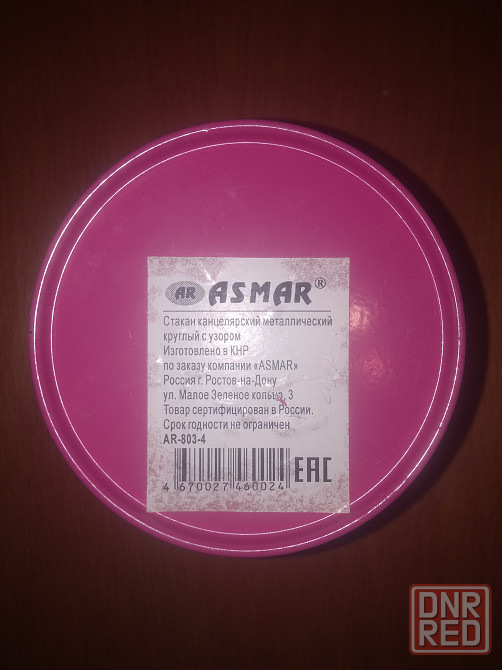 AR ASMAR®
Стакан канцелярский металлический
круглый с узором
Изготовлено в КНР
по заказу компании «ASMAR»
Россия г. Ростов-на-Дону
ул. Малое Зеленое кольцо, 3
Товар сертифицирован в России.
Срок годности не ограничен
AR-803-4
4 670027 460024
EAC
DNR
RED